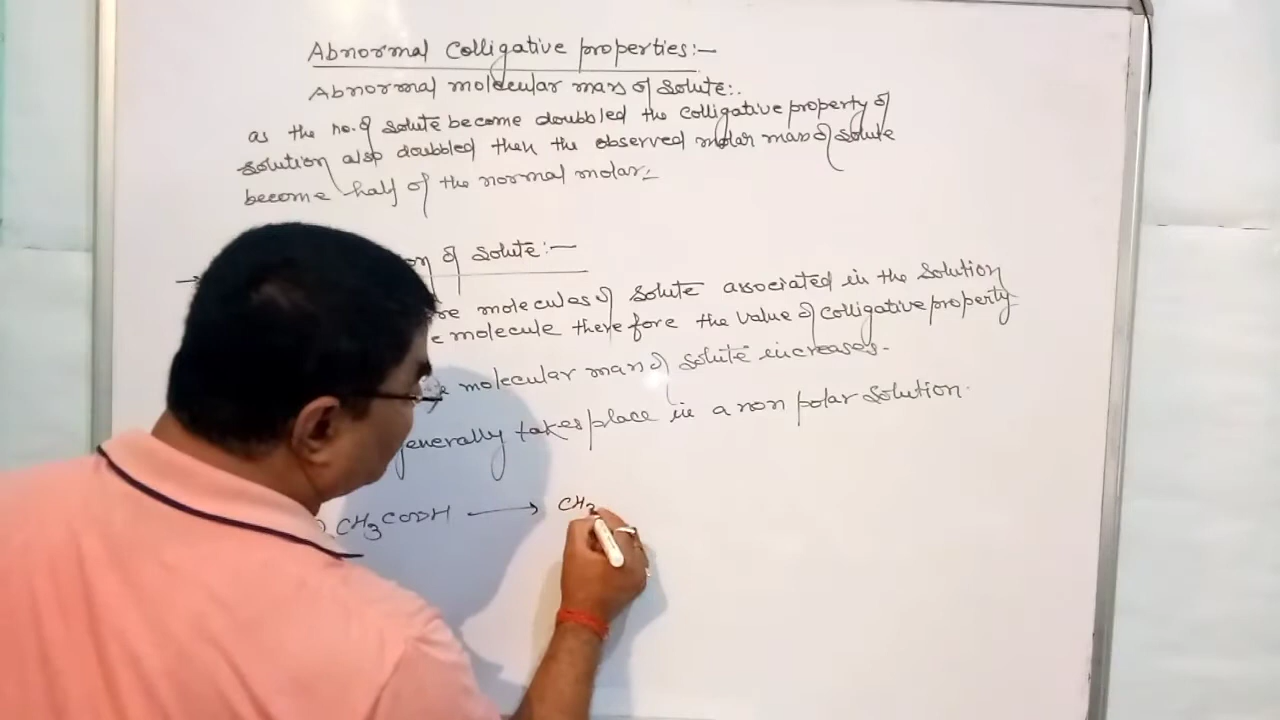 Abnormal Colligative properties:—
Abnormal molecular mass of solute:.
as the no. of solute become doubbled the colligative property of
solution also doubbled then the observed molar mass of solute
become half of the normal molar.
of solute:—
molecules of solute associated in the solution
molecule therefore the value of colligative property
molecular mass of solute increases.
generally takes place in a non polar solution.
CH3COOH ⟶ CH3